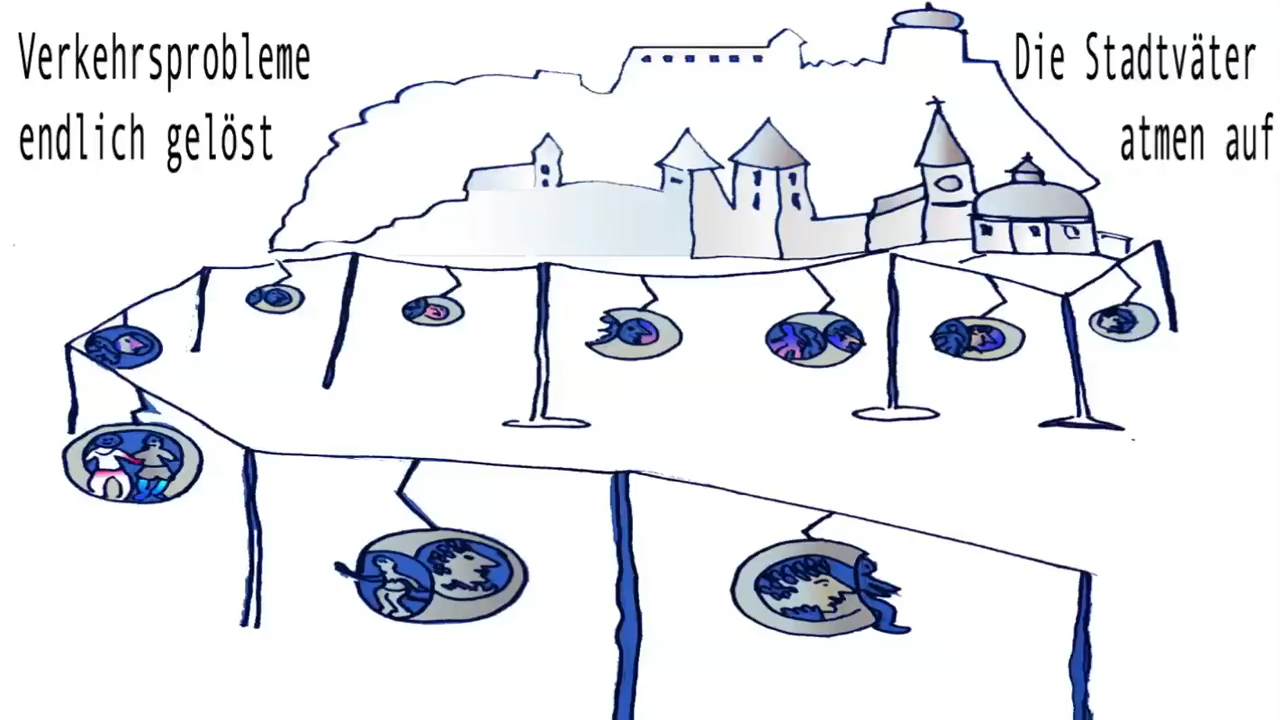 Verkehrsprobleme
endlich gelöst
Die Stadtväter
atmen auf